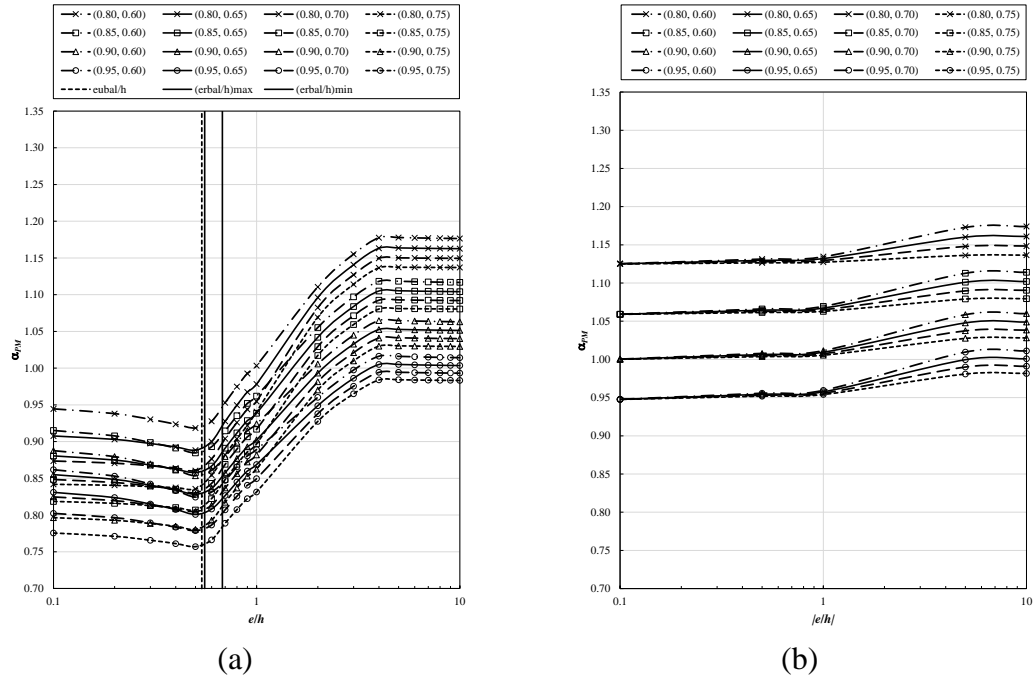 (0.80, 0.60) (0.80, 0.65) (0.80, 0.70) (0.80, 0.75)
(0.85, 0.60) (0.85, 0.65) (0.85, 0.70) (0.85, 0.75)
(0.90, 0.60) (0.90, 0.65) (0.90, 0.70) (0.90, 0.75)
(0.95, 0.60) (0.95, 0.65) (0.95, 0.70) (0.95, 0.75)
eubal/h (erbal/h)max (erbal/h)min
1.35
1.30
1.25
1.20
1.15
1.10
1.05
1.00
0.95
0.90
0.85
0.80
0.75
0.70
α_PM
0.1 1 10
e/h
(a)
(0.80, 0.60) (0.80, 0.65) (0.80, 0.70) (0.80, 0.75)
(0.85, 0.60) (0.85, 0.65) (0.85, 0.70) (0.85, 0.75)
(0.90, 0.60) (0.90, 0.65) (0.90, 0.70) (0.90, 0.75)
(0.95, 0.60) (0.95, 0.65) (0.95, 0.70) (0.95, 0.75)
1.35
1.30
1.25
1.20
1.15
1.10
1.05
1.00
0.95
0.90
0.85
0.80
0.75
0.70
α_PM
0.1 1 10
|e/h|
(b)